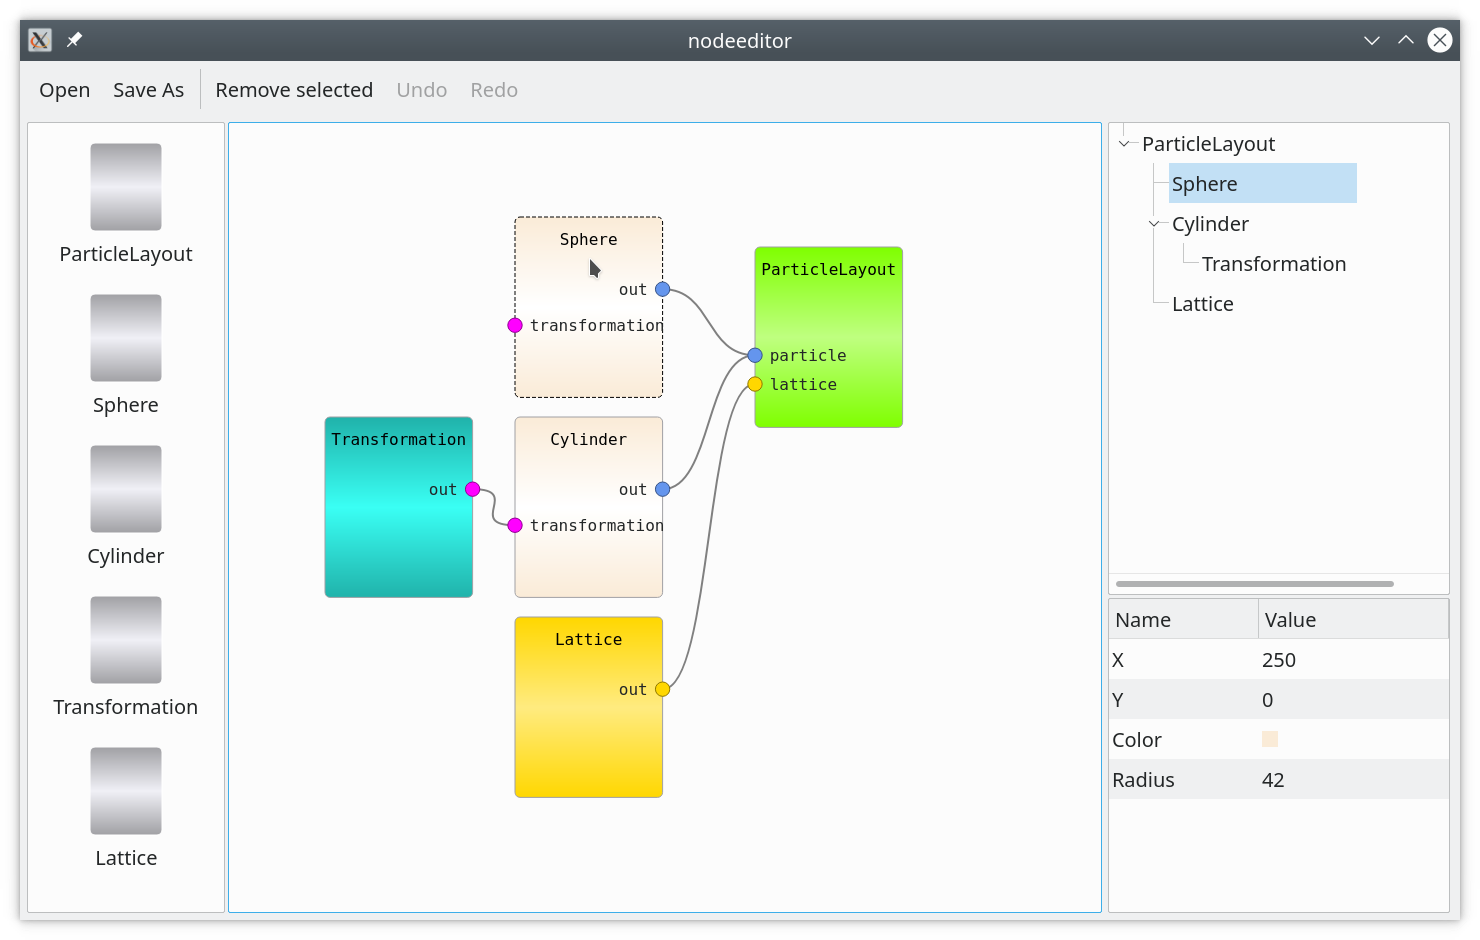 nodeeditor
Open Save As Remove selected Undo Redo
ParticleLayout
Sphere
Cylinder
Transformation
Lattice
Sphere
out
transformation
ParticleLayout
particle
lattice
Transformation
out
Cylinder
out
transformation
Lattice
out
ParticleLayout
Sphere
Cylinder
Transformation
Lattice
Name Value
X 250
Y 0
Color
Radius 42